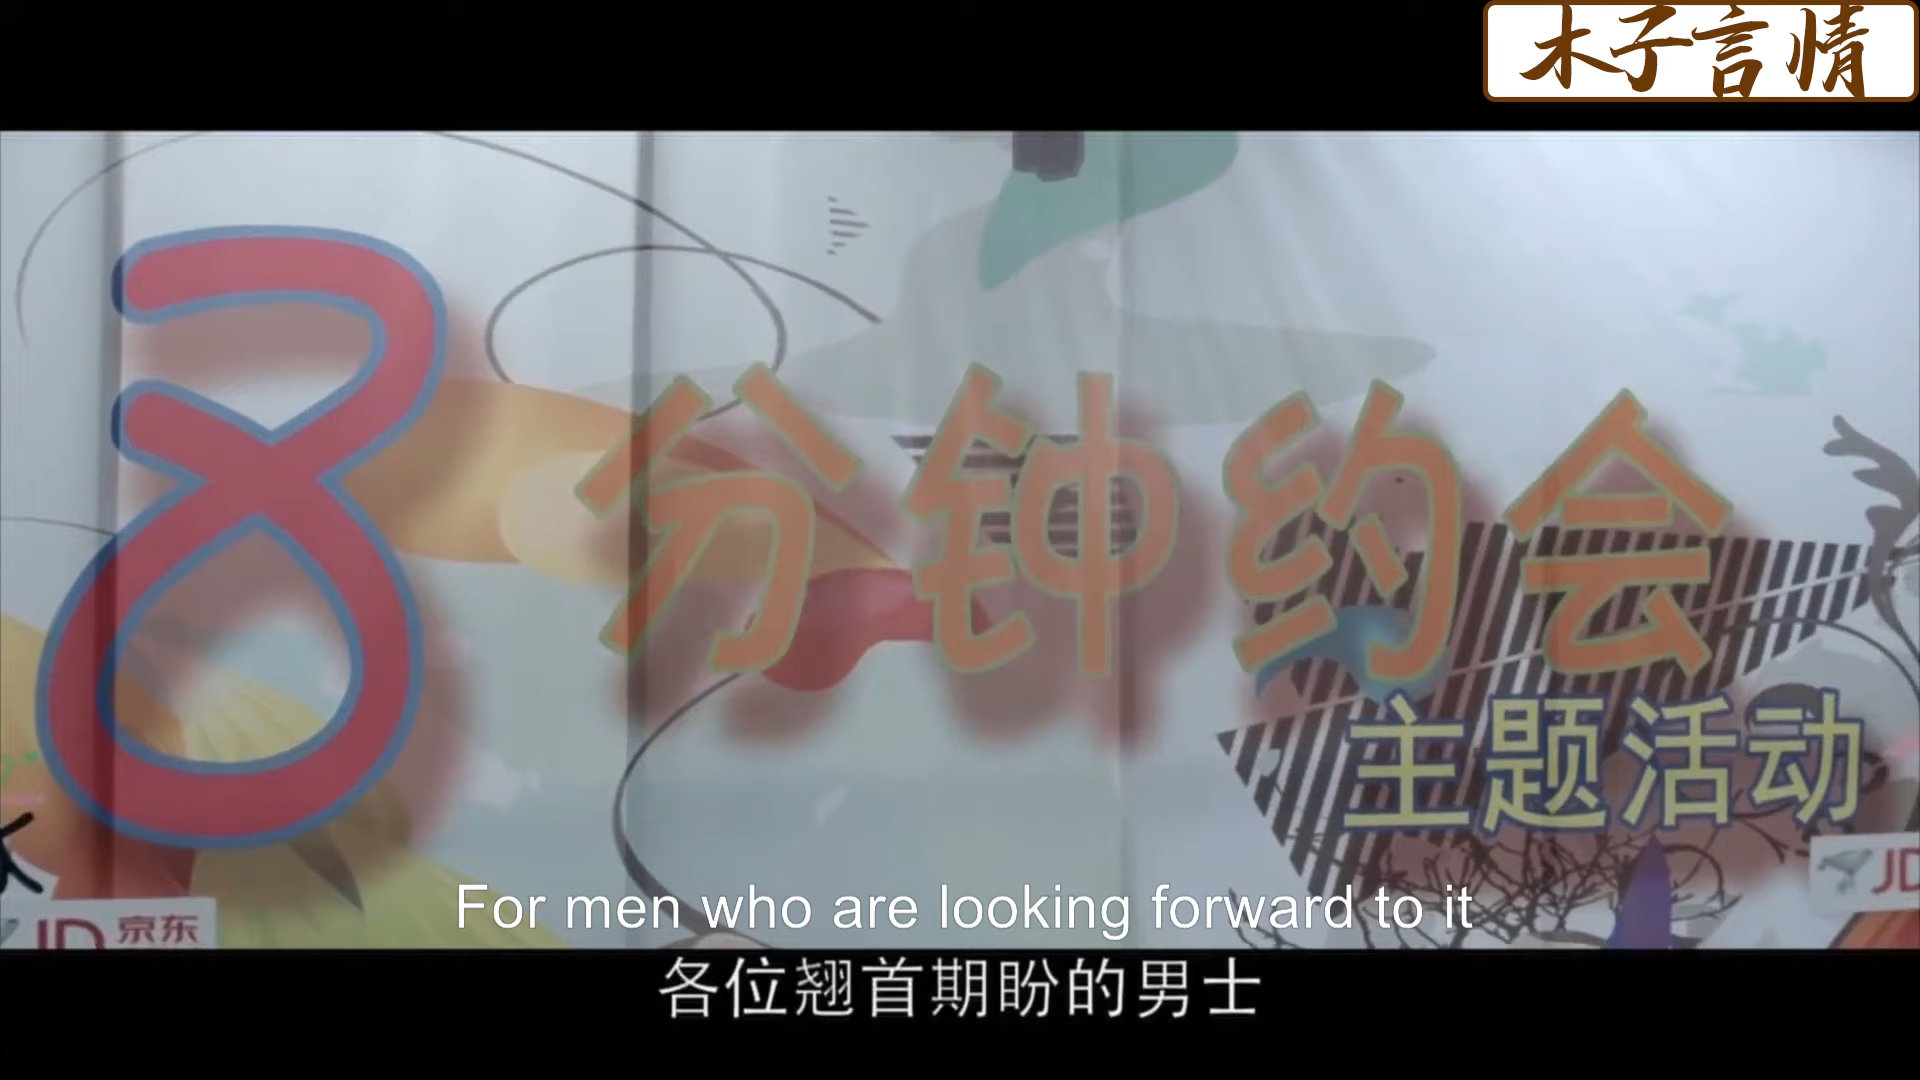 木子言情
8分钟约会
主题活动
JD
JD京东
For men who are looking forward to it
各位翘首期盼的男士